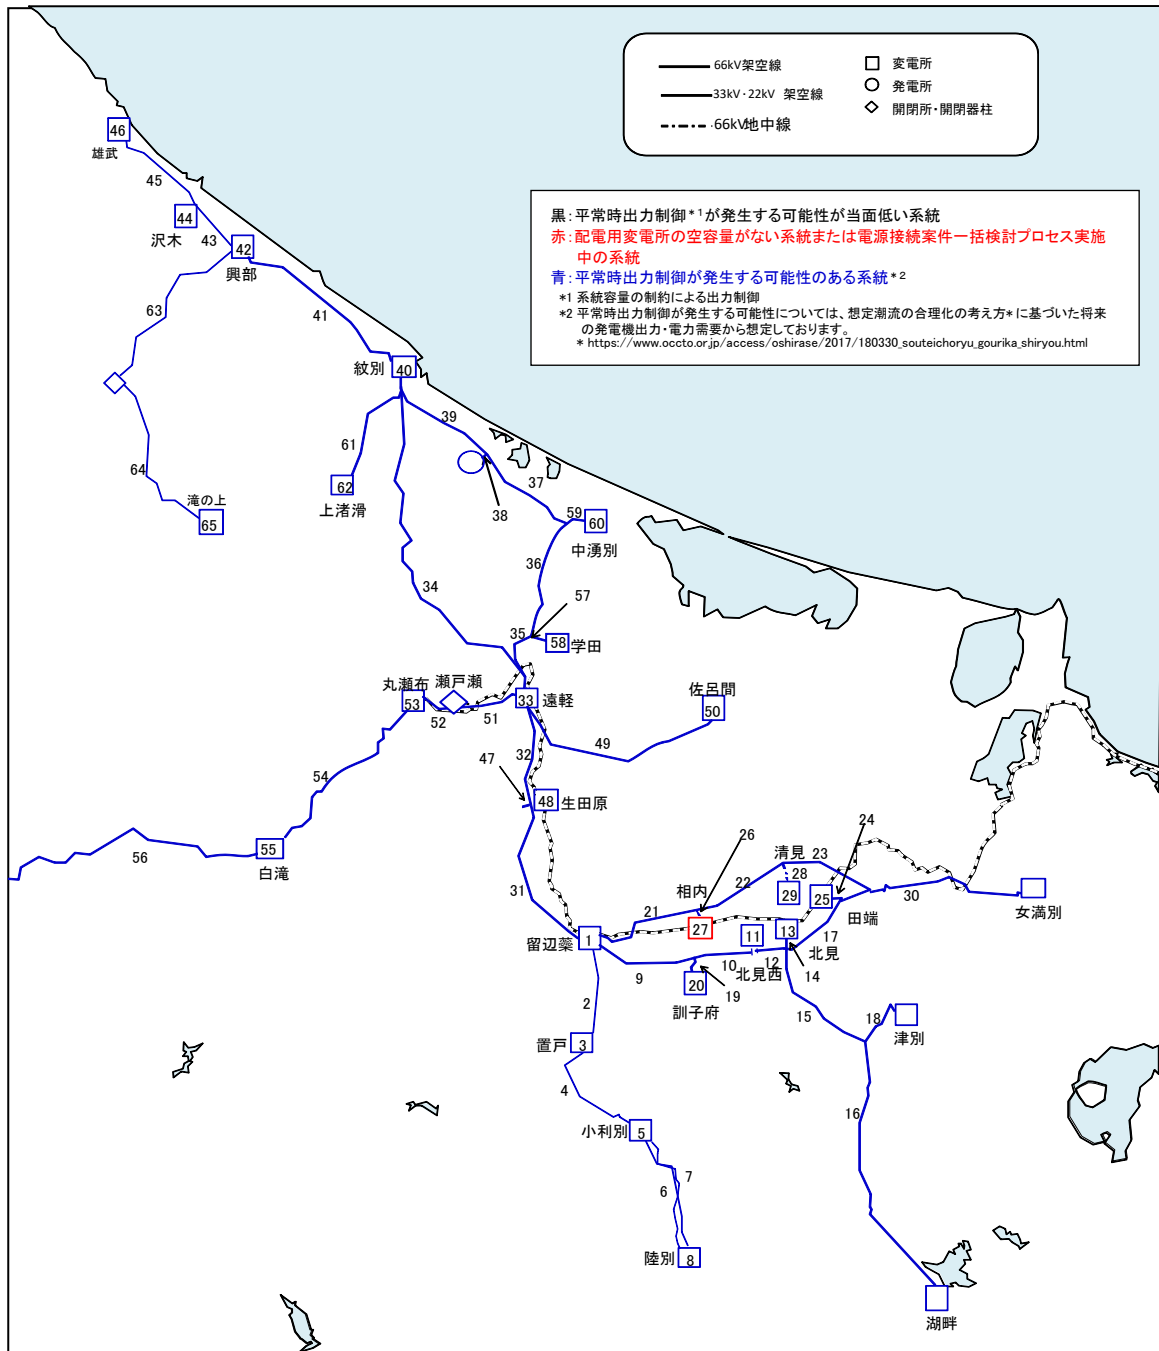 66kV架空線
33kV・22kV 架空線
66kV地中線
変電所
発電所
開閉所・開閉器柱
黒：平常時出力制御*1が発生する可能性が当面低い系統
赤：配電用変電所の空容量がない系統または電源接続案件一括検討プロセス実施
中の系統
青：平常時出力制御が発生する可能性のある系統*2
*1 系統容量の制約による出力制御
*2 平常時出力制御が発生する可能性については、想定潮流の合理化の考え方* に基づいた将来
の発電機出力・電力需要から想定しております。
* https://www.occto.or.jp/access/oshirase/2017/180330_souteichoryu_gourika_shiryou.html
46
雄武
45
44
沢木
43
42
興部
63
41
紋別
40
39
61
62
上渚滑
64
滝の上
65
38
37
59
60
中湧別
36
34
57
35
58
学田
丸瀬布
瀬戸瀬
53
52
51
33
遠軽
佐呂間
50
49
32
47
48
生田原
54
55
白滝
56
31
26
24
清見
23
28
22
29
相内
21
25
田端
30
女満別
27
留辺蘂
1
11
13
17
北見
10
12
北見西
14
9
20
19
訓子府
2
15
18
津別
置戸
3
4
16
小利別
5
7
6
陸別
8
湖畔